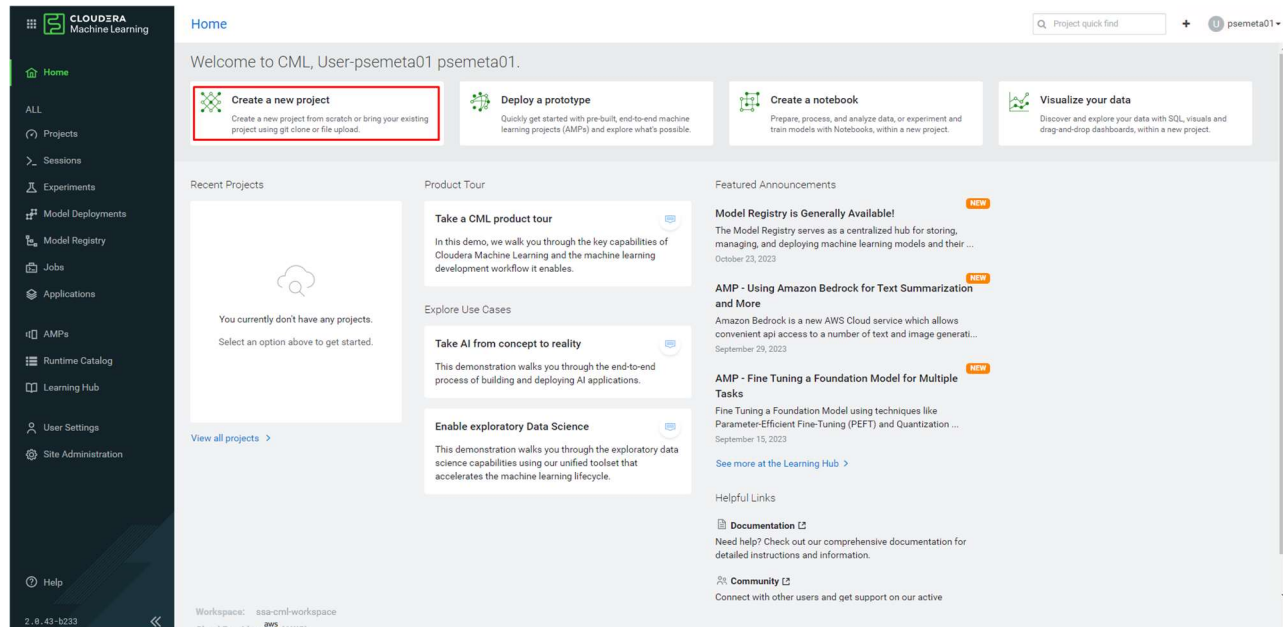 CLOUDERA
Machine Learning
Home
ALL
Projects
Sessions
Experiments
Model Deployments
Model Registry
Jobs
Applications
AMPs
Runtime Catalog
Learning Hub
User Settings
Site Administration
Help
2.0.43-b233
Home
Project quick find
+
U psemeta01
Welcome to CML, User-psemeta01 psemeta01.
Create a new project
Create a new project from scratch or bring your existing
project using git clone or file upload.
Deploy a prototype
Quickly get started with pre-built, end-to-end machine
learning projects (AMPs) and explore what's possible.
Create a notebook
Prepare, process, and analyze data, or experiment and
train models with Notebooks, within a new project.
Visualize your data
Discover and explore your data with SQL, visuals and
drag-and-drop dashboards, within a new project.
Recent Projects
You currently don't have any projects.
Select an option above to get started.
View all projects >
Product Tour
Take a CML product tour
In this demo, we walk you through the key capabilities of
Cloudera Machine Learning and the machine learning
development workflow it enables.
Explore Use Cases
Take AI from concept to reality
This demonstration walks you through the end-to-end
process of building and deploying AI applications.
Enable exploratory Data Science
This demonstration walks you through the exploratory data
science capabilities using our unified toolset that
accelerates the machine learning lifecycle.
Featured Announcements
NEW
Model Registry is Generally Available!
The Model Registry serves as a centralized hub for storing,
managing, and deploying machine learning models and their ...
October 23, 2023
NEW
AMP - Using Amazon Bedrock for Text Summarization
and More
Amazon Bedrock is a new AWS Cloud service which allows
convenient api access to a number of text and image generati...
September 29, 2023
NEW
AMP - Fine Tuning a Foundation Model for Multiple
Tasks
Fine Tuning a Foundation Model using techniques like
Parameter-Efficient Fine-Tuning (PEFT) and Quantization ...
September 15, 2023
See more at the Learning Hub >
Helpful Links
Documentation
Need help? Check out our comprehensive documentation for
detailed instructions and information.
Community
Connect with other users and get support on our active
Workspace: ssa-cml-workspace
aws